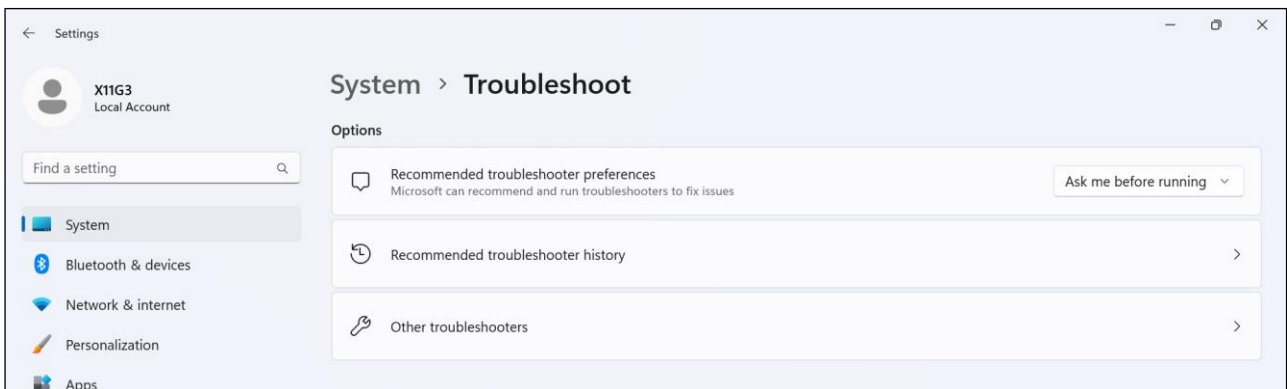 Settings
X11G3
Local Account
Find a setting
System
Bluetooth & devices
Network & internet
Personalization
Apps
System > Troubleshoot
Options
Recommended troubleshooter preferences
Microsoft can recommend and run troubleshooters to fix issues
Ask me before running
Recommended troubleshooter history
Other troubleshooters